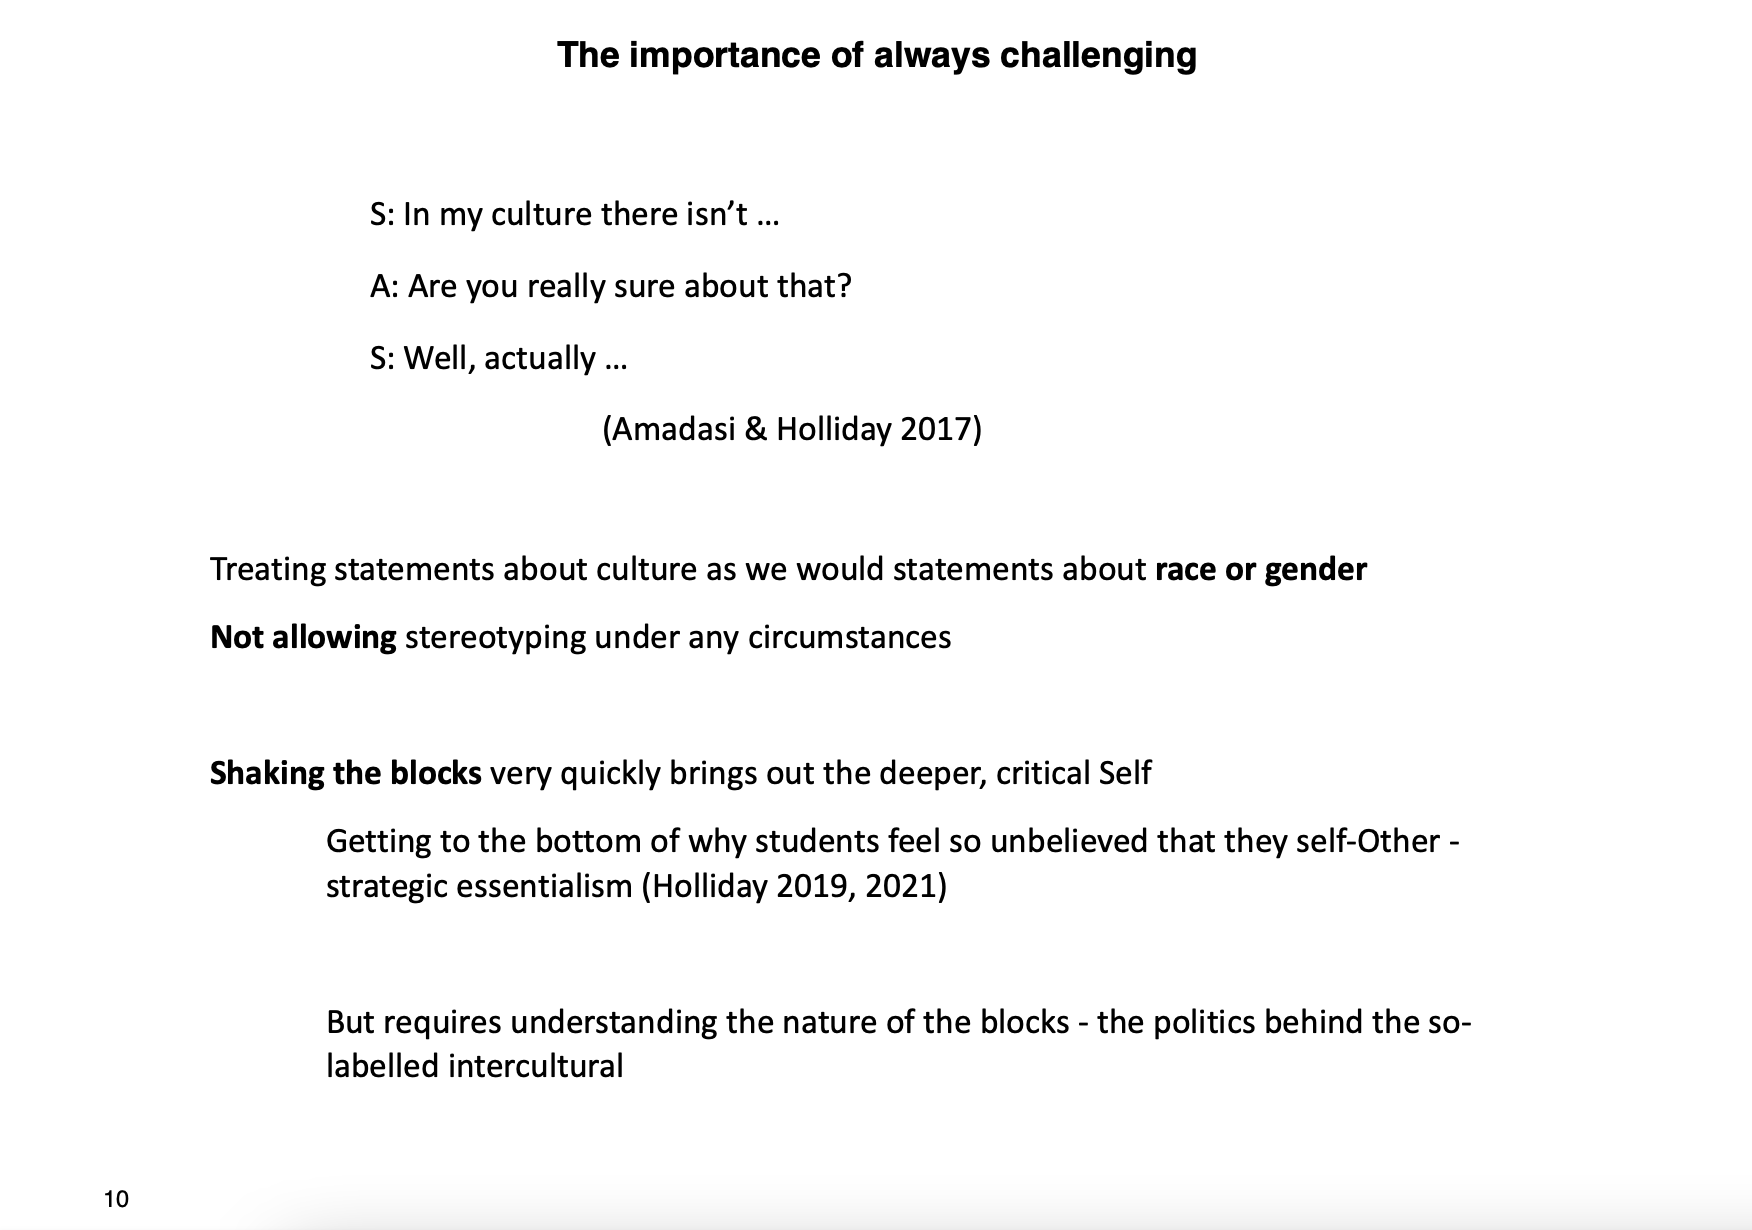 The importance of always challenging
S: In my culture there isn’t …
A: Are you really sure about that?
S: Well, actually …
(Amadasi & Holliday 2017)
Treating statements about culture as we would statements about race or gender
Not allowing stereotyping under any circumstances
Shaking the blocks very quickly brings out the deeper, critical Self
Getting to the bottom of why students feel so unbelieved that they self-Other -
strategic essentialism (Holliday 2019, 2021)
But requires understanding the nature of the blocks - the politics behind the so-
labelled intercultural
10